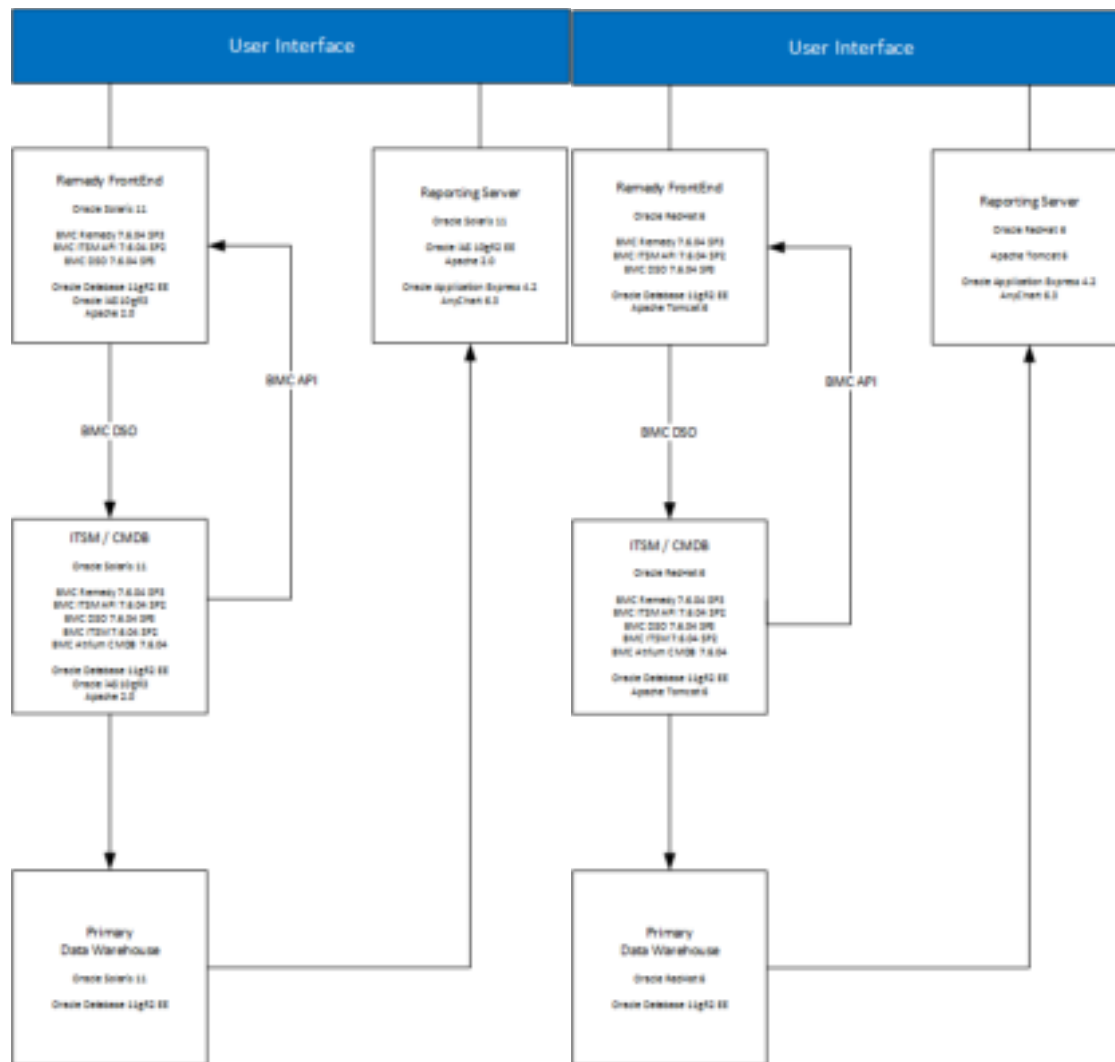 User Interface
Remedy FrontEnd
Oracle Solaris 11
BMC Remedy 7.6.04 SP3
BMC ITSM API 7.6.04 SP2
BMC DSO 7.6.04 SP3
Oracle Database 11gR2 EE
Oracle IAS 10gR3
Apache 2.0
Reporting Server
Oracle Solaris 11
Oracle IAS 10gR2 EE
Apache 2.0
Oracle Application Express 4.2
AnyChart 6.3
BMC API
BMC DSO
ITSM / CMDB
Oracle Solaris 11
BMC Remedy 7.6.04 SP3
BMC ITSM API 7.6.04 SP2
BMC DSO 7.6.04 SP3
BMC ITSM 7.6.04 SP2
BMC Atrium CMDB 7.6.04
Oracle Database 11gR2 EE
Oracle IAS 10gR3
Apache 2.0
Primary
Data Warehouse
Oracle Solaris 11
Oracle Database 11gR2 EE
User Interface
Remedy FrontEnd
Oracle RedHat 6
BMC Remedy 7.6.04 SP3
BMC ITSM API 7.6.04 SP2
BMC DSO 7.6.04 SP3
Oracle Database 11gR2 EE
Apache Tomcat 6
Reporting Server
Oracle RedHat 6
Apache Tomcat 6
Oracle Application Express 4.2
AnyChart 6.3
BMC API
BMC DSO
ITSM / CMDB
Oracle RedHat 6
BMC Remedy 7.6.04 SP3
BMC ITSM API 7.6.04 SP2
BMC DSO 7.6.04 SP3
BMC ITSM 7.6.04 SP2
BMC Atrium CMDB 7.6.04
Oracle Database 11gR2 EE
Apache Tomcat 6
Primary
Data Warehouse
Oracle RedHat 6
Oracle Database 11gR2 EE